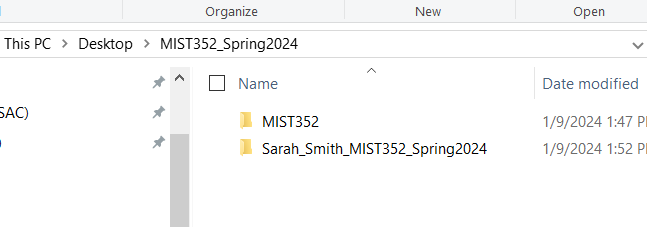 Organize New Open
This PC > Desktop > MIST352_Spring2024
Name Date modified
SAC)
MIST352 1/9/2024 1:47
Sarah_Smith_MIST352_Spring2024 1/9/2024 1:52